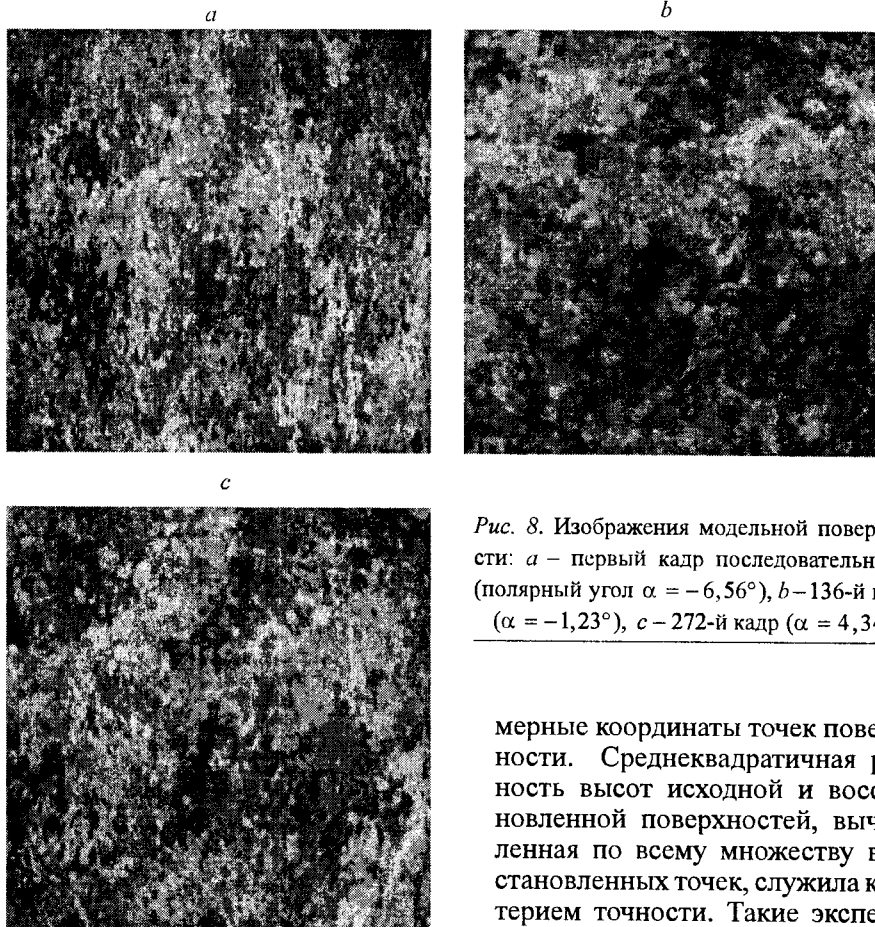 a
b
c
Рис. 8. Изображения модельной повер
сти: a – первый кадр последовательн
(полярный угол α = −6,56°), b – 136-й
(α = −1,23°), c – 272-й кадр (α = 4,34
мерные координаты точек пове
ности. Среднеквадратичная р
ность высот исходной и восс
новленной поверхностей, выч
ленная по всему множеству в
становленных точек, служила к
терием точности. Такие экспе